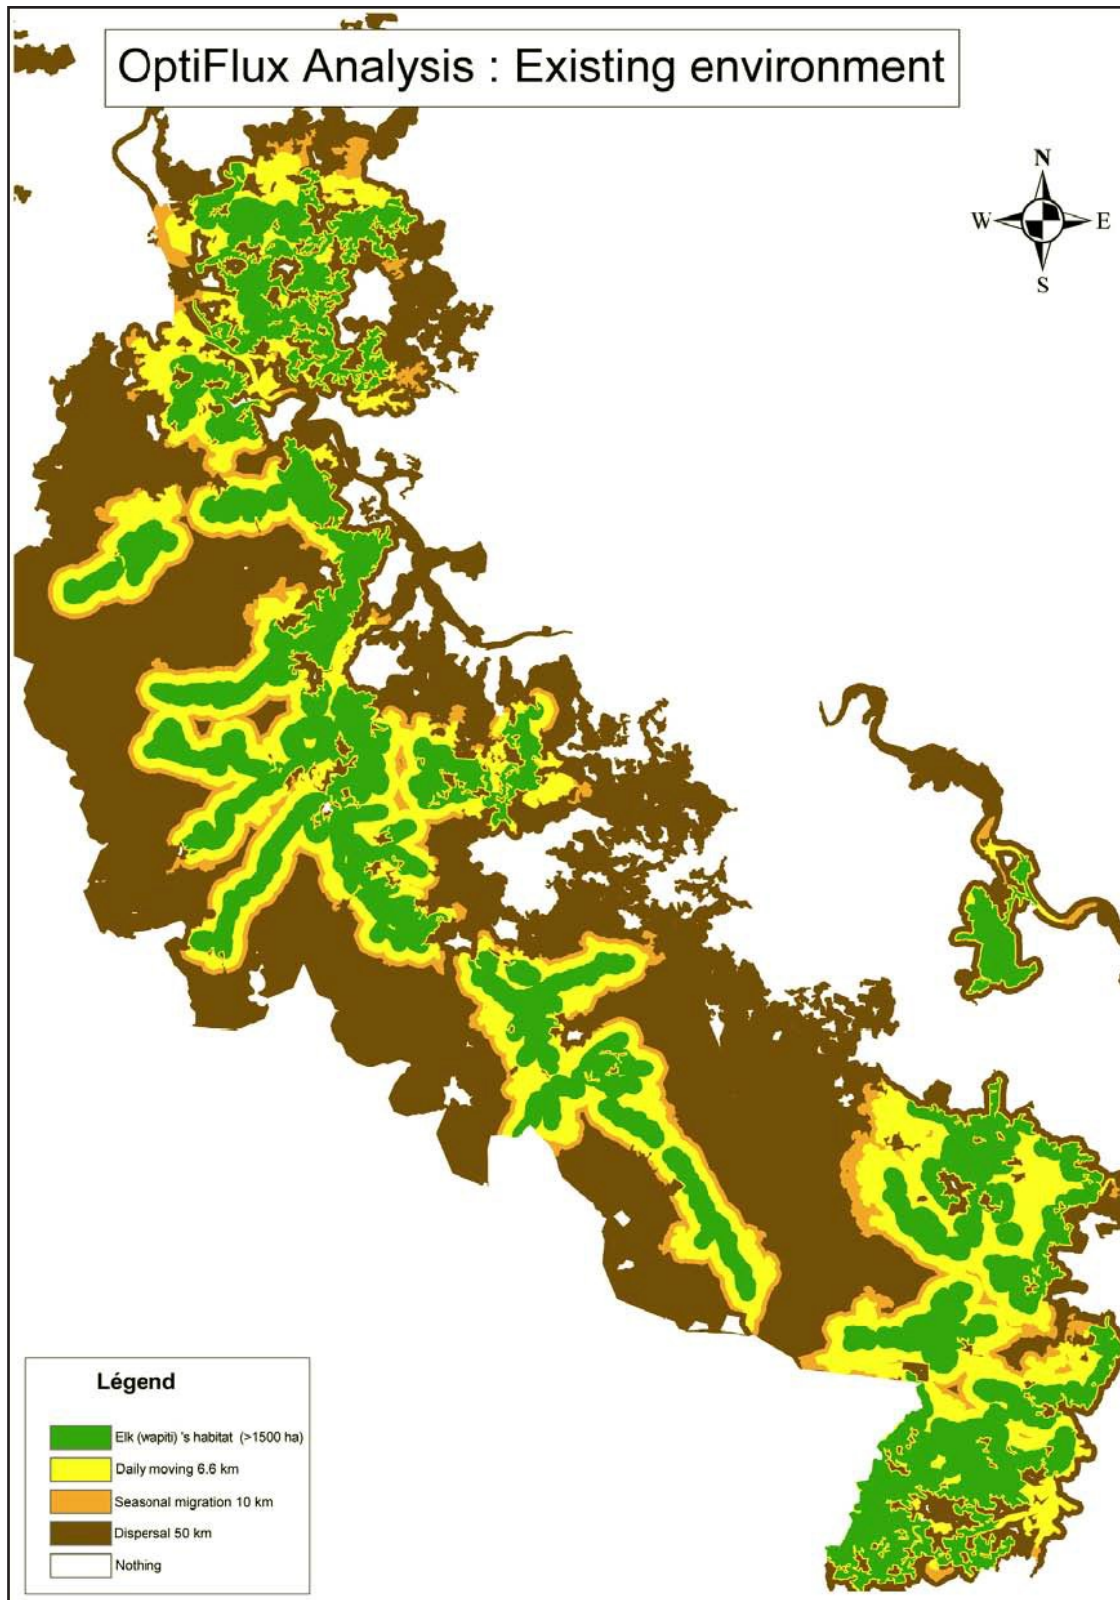 OptiFlux Analysis : Existing environment
N
W E
S
Légend
Elk (wapiti) 's habitat (>1500 ha)
Daily moving 6.6 km
Seasonal migration 10 km
Dispersal 50 km
Nothing